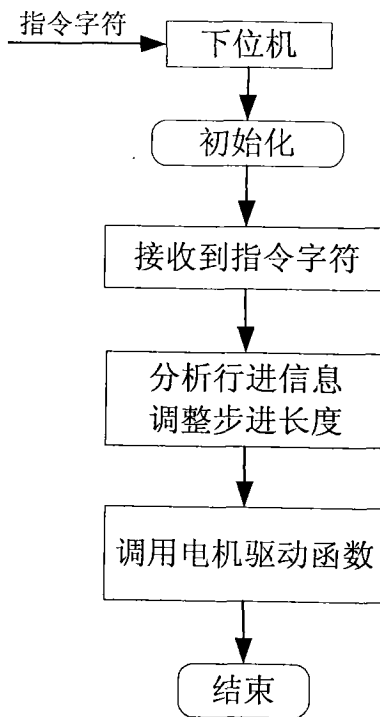 指令字符
下位机
初始化
接收到指令字符
分析行进信息
调整步进长度
调用电机驱动函数
结束